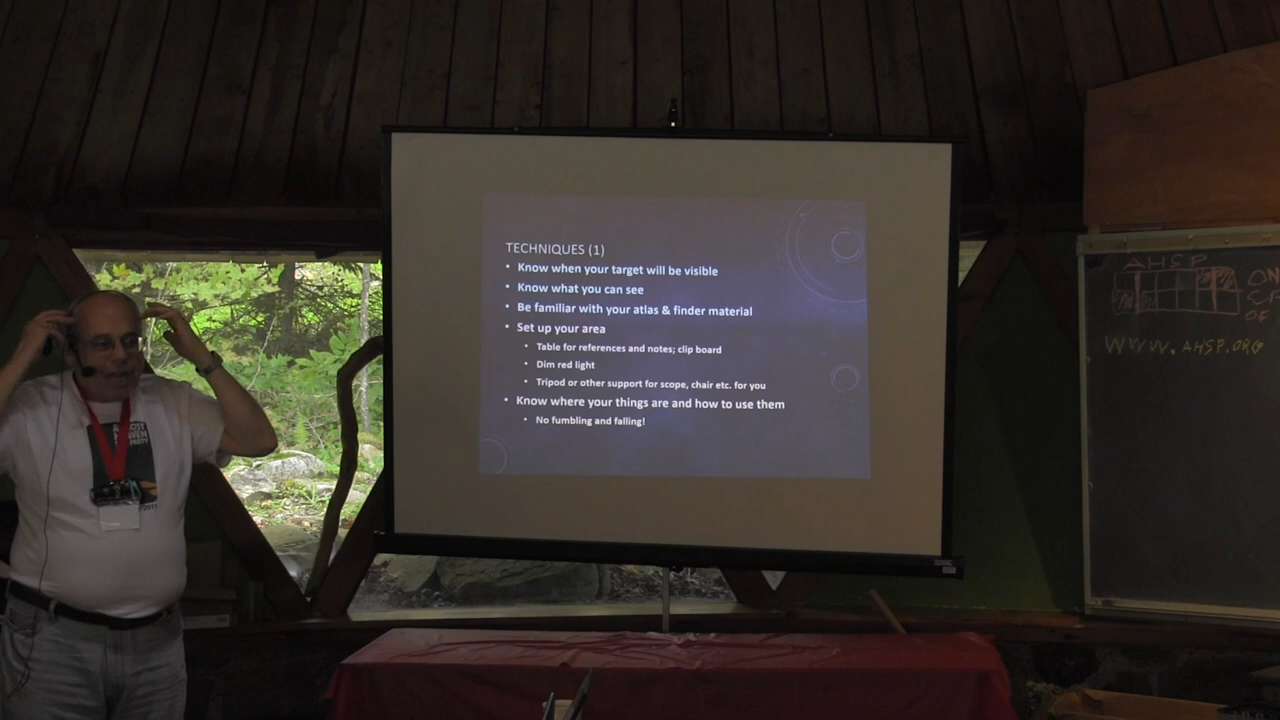 TECHNIQUES (1)
• Know when your target will be visible
• Know what you can see
• Be familiar with your atlas & finder material
• Set up your area
• Table for references and notes; clip board
• Dim red light
• Tripod or other support for scope, chair etc. for you
• Know where your things are and how to use them
• No fumbling and falling!
AHSP
ON
OF
WWW.AHSP.ORG